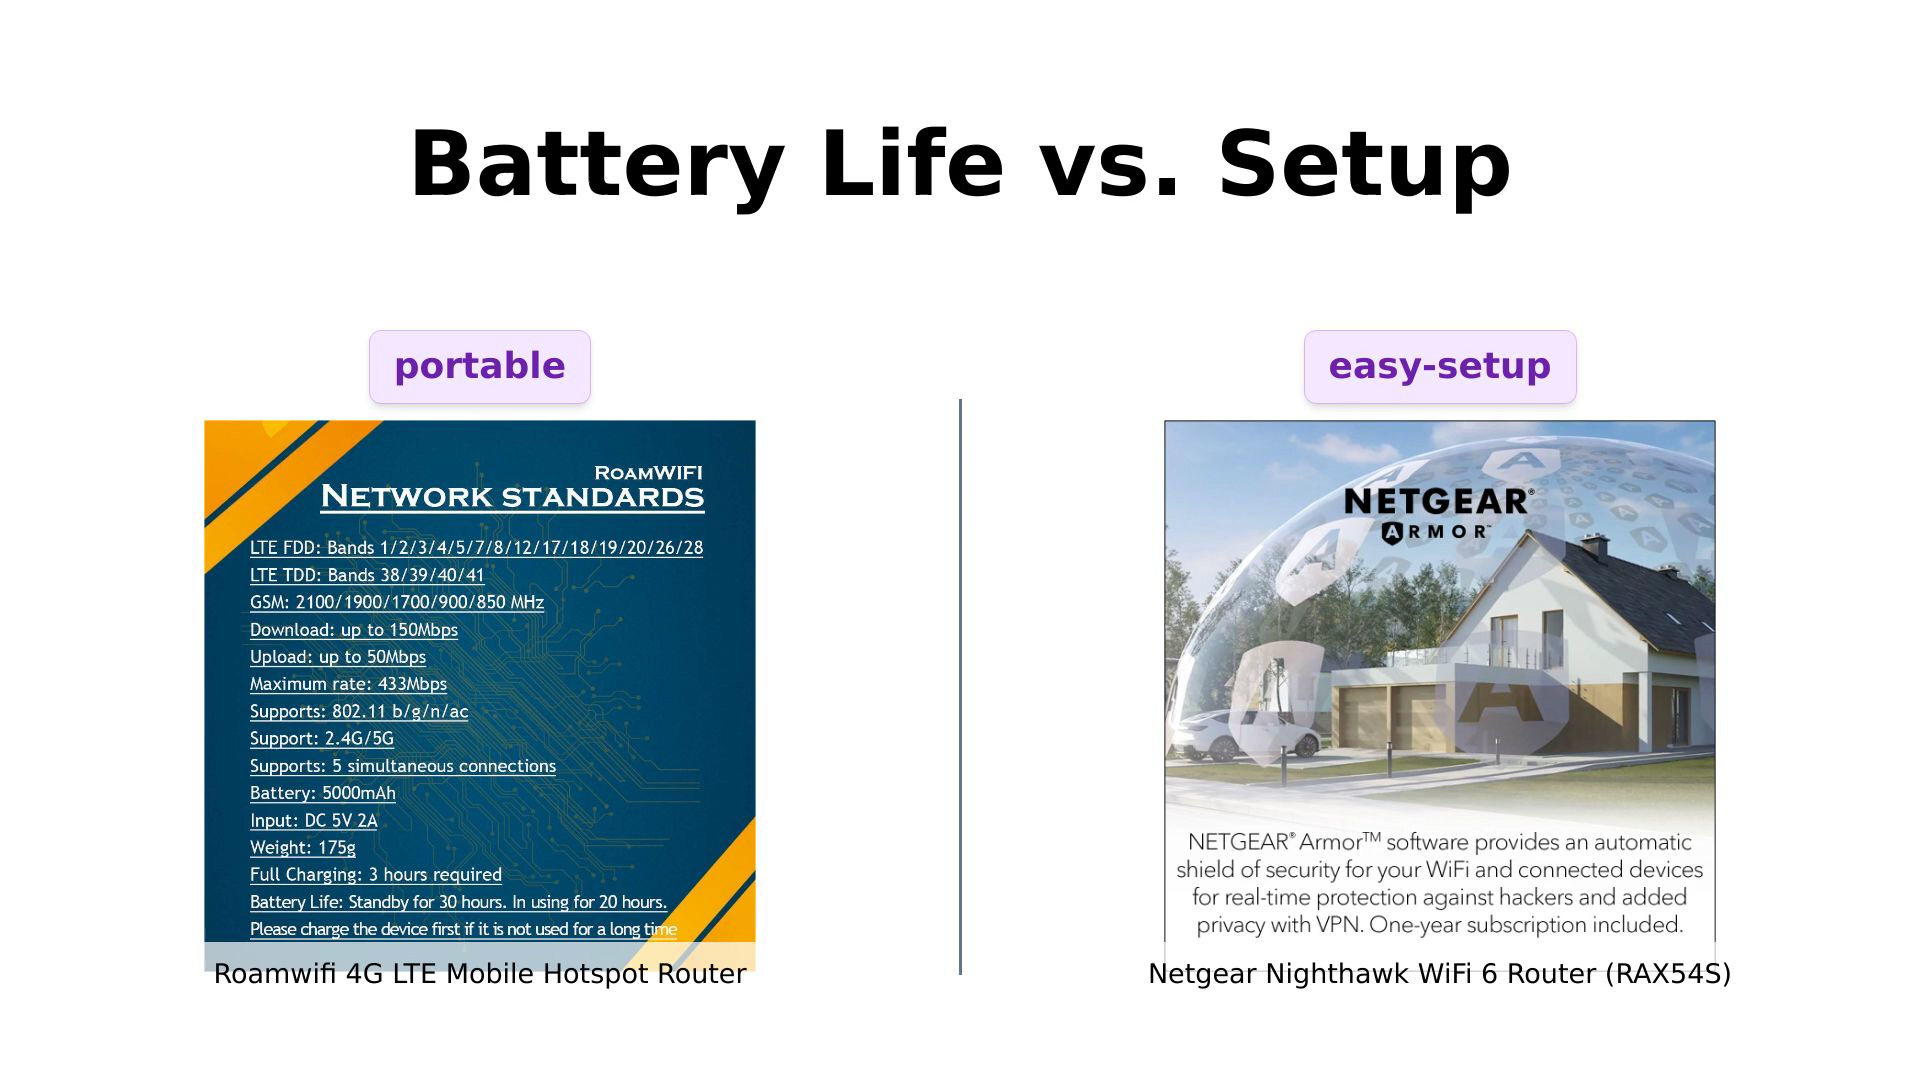 Battery Life vs. Setup
portable
ROAMWIFI
NETWORK STANDARDS
LTE FDD: Bands 1/2/3/4/5/7/8/12/17/18/19/20/26/28
LTE TDD: Bands 38/39/40/41
GSM: 2100/1900/1700/900/850 MHz
Download: up to 150Mbps
Upload: up to 50Mbps
Maximum rate: 433Mbps
Supports: 802.11 b/g/n/ac
Support: 2.4G/5G
Supports: 5 simultaneous connections
Battery: 5000mAh
Input: DC 5V 2A
Weight: 175g
Full Charging: 3 hours required
Battery Life: Standby for 30 hours. In using for 20 hours.
Please charge the device first if it is not used for a long time
Roamwifi 4G LTE Mobile Hotspot Router
easy-setup
NETGEAR®
ARMOR™
NETGEAR® Armor™ software provides an automatic
shield of security for your WiFi and connected devices
for real-time protection against hackers and added
privacy with VPN. One-year subscription included.
Netgear Nighthawk WiFi 6 Router (RAX54S)